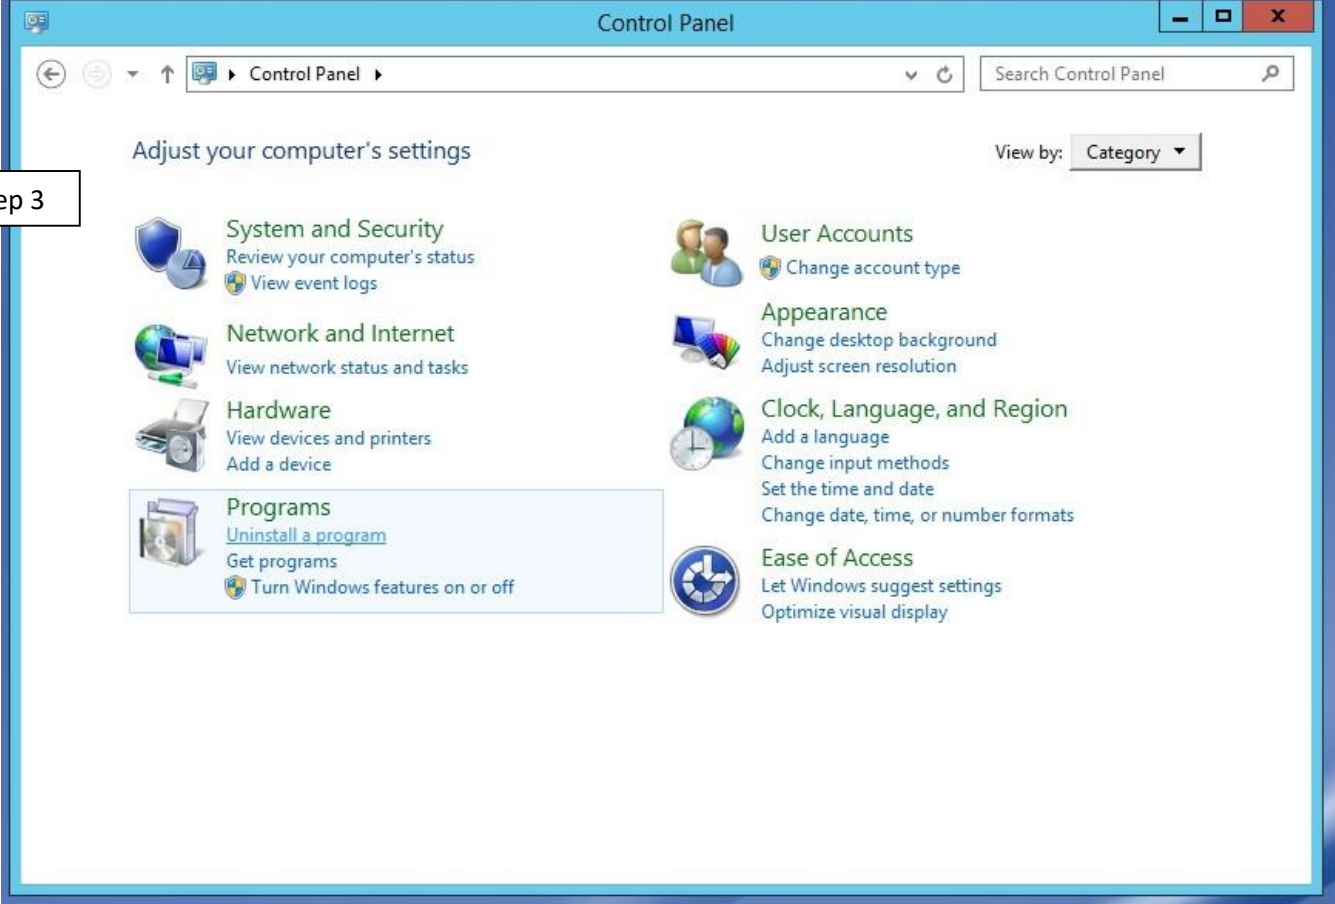 Control Panel
Control Panel
Search Control Panel
Adjust your computer's settings
View by: Category
ep 3
System and Security
Review your computer's status
View event logs
Network and Internet
View network status and tasks
Hardware
View devices and printers
Add a device
Programs
Uninstall a program
Get programs
Turn Windows features on or off
User Accounts
Change account type
Appearance
Change desktop background
Adjust screen resolution
Clock, Language, and Region
Add a language
Change input methods
Set the time and date
Change date, time, or number formats
Ease of Access
Let Windows suggest settings
Optimize visual display